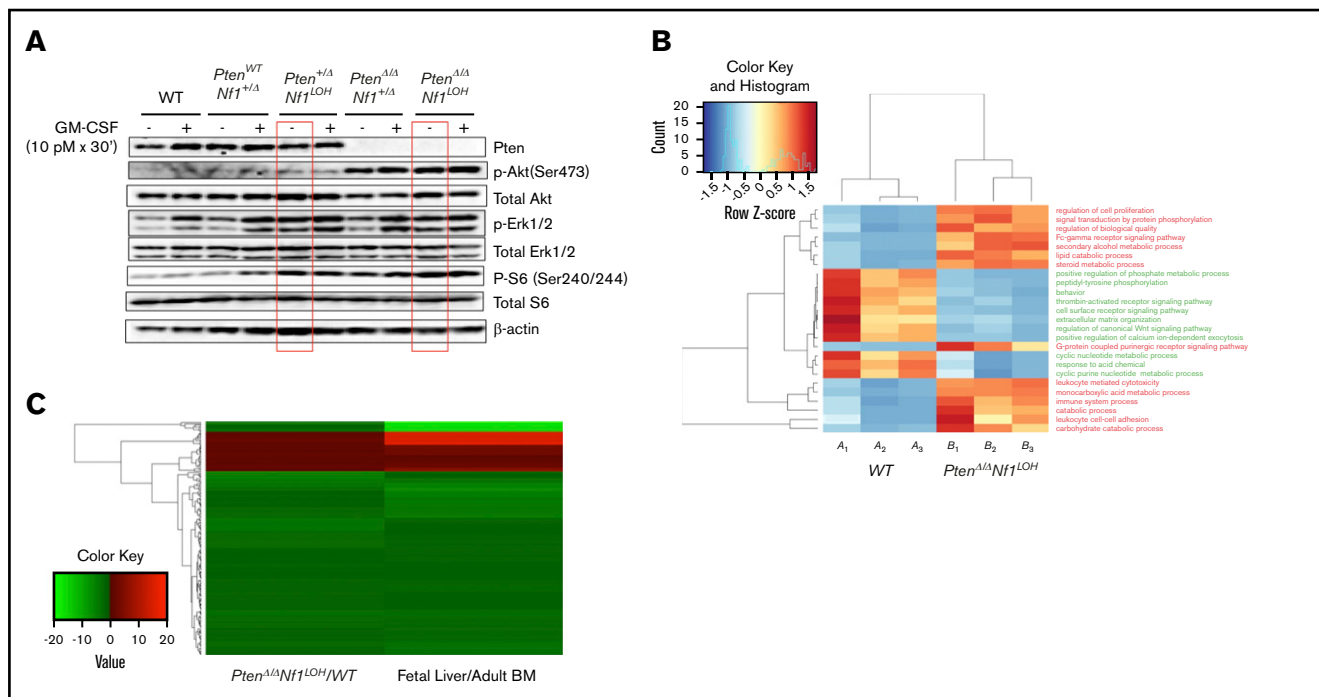 A
WT
Pten^WT Nf1^+/Δ
Pten^+/Δ Nf1^LOH
Pten^Δ/Δ Nf1^+/Δ
Pten^Δ/Δ Nf1^LOH
GM-CSF - + - + - + - + - +
(10 pM x 30')
Pten
p-Akt(Ser473)
Total Akt
p-Erk1/2
Total Erk1/2
P-S6 (Ser240/244)
Total S6
β-actin
B
Color Key
and Histogram
Count
20
15
10
5
0
-1.5 -0.5 0 0.5 1 1.5
Row Z-score
regulation of cell proliferation
signal transduction by protein phosphorylation
regulation of biological quality
Fc-gamma receptor signaling pathway
secondary alcohol metabolic process
lipid catabolic process
steroid metabolic process
positive regulation of phosphate metabolic process
peptidyl-tyrosine phosphorylation
behavior
thrombin-activated receptor signaling pathway
cell surface receptor signaling pathway
extracellular matrix organization
regulation of canonical Wnt signaling pathway
positive regulation of calcium ion-dependent exocytosis
G-protein coupled purinergic receptor signaling pathway
cyclic nucleotide metabolic process
response to acid chemical
cyclic purine nucleotide metabolic process
leukocyte metiated cytotoxicity
monocarboxylic acid metabolic process
immune system process
catabolic process
leukocyte cell-cell adhesion
carbohydrate catabolic process
A1 A2 A3 B1 B2 B3
WT Pten^Δ/Δ Nf1^LOH
C
Color Key
-20 -10 0 10 20
Value
Pten^Δ/Δ Nf1^LOH/WT Fetal Liver/Adult BM